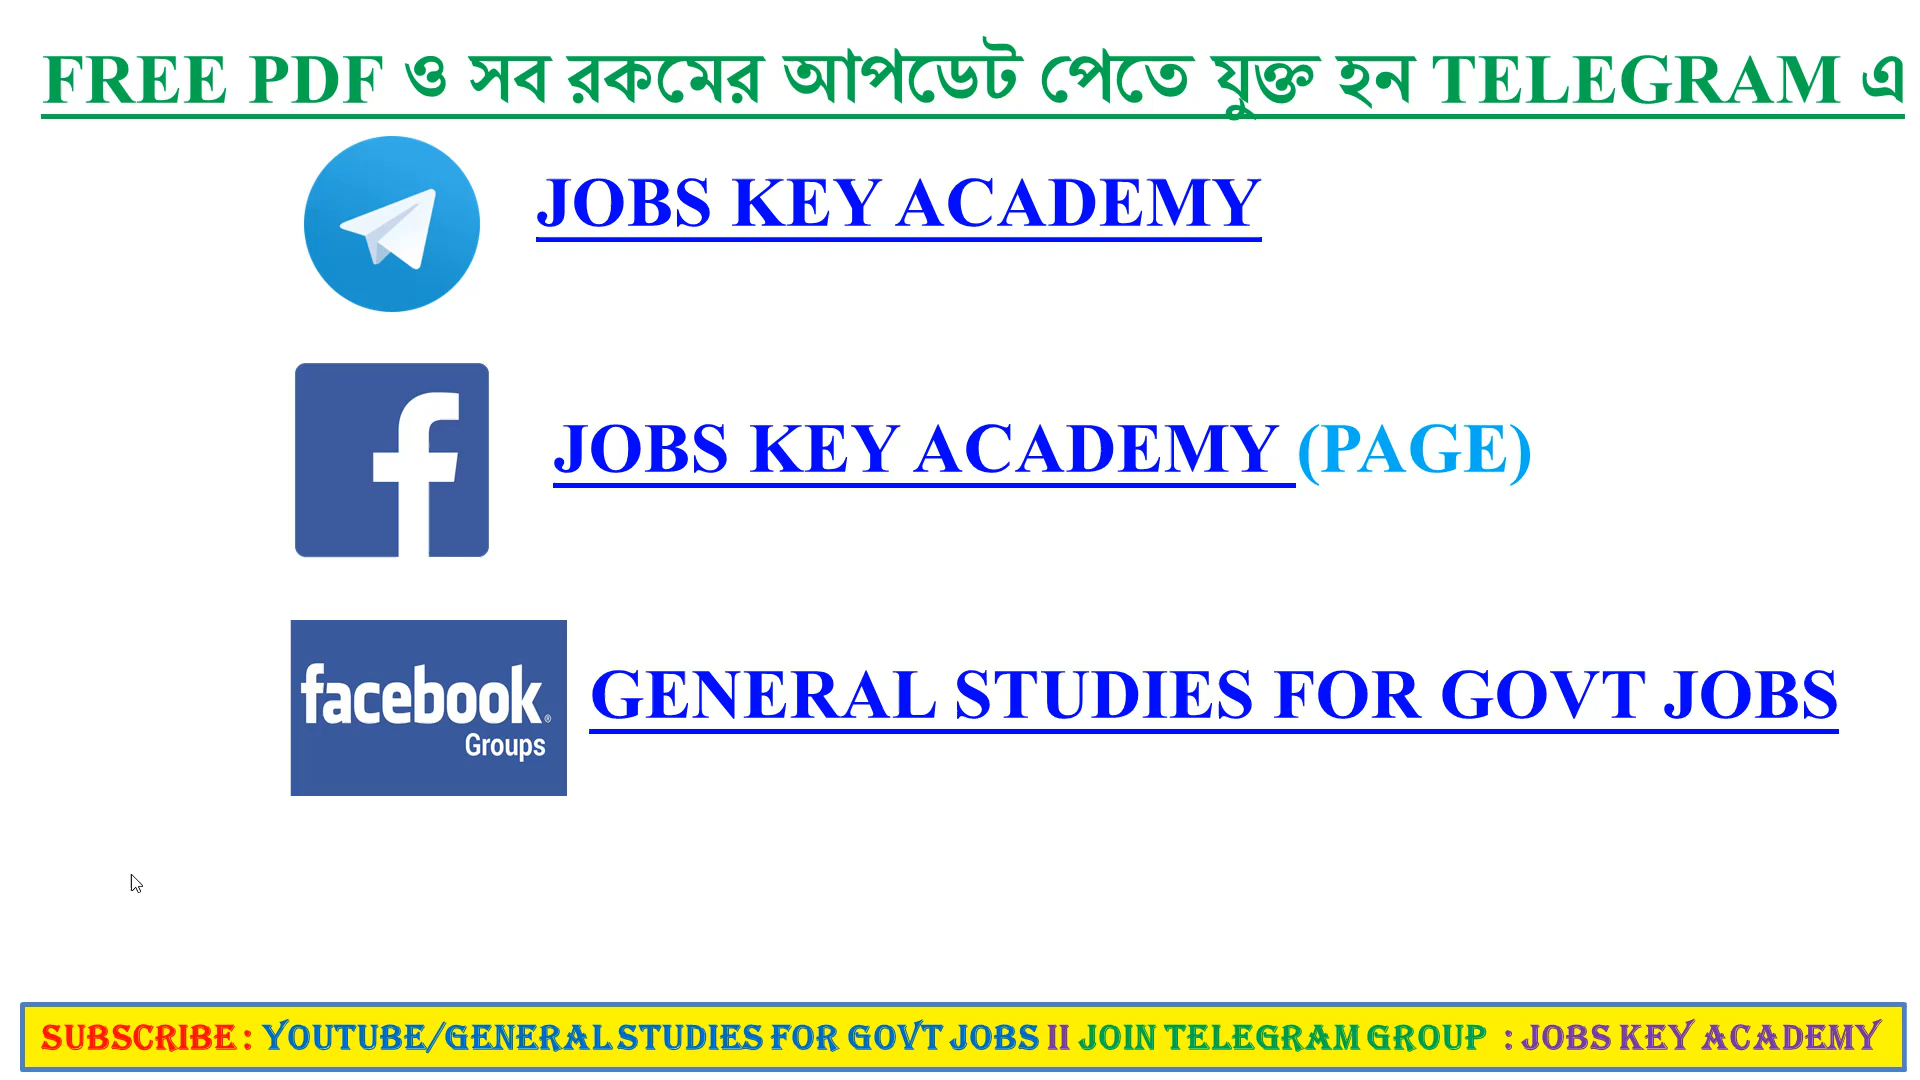 FREE PDF ও সব রকমের আপডেট পেতে যুক্ত হন TELEGRAM এ
JOBS KEY ACADEMY
JOBS KEY ACADEMY (PAGE)
facebook®
Groups
GENERAL STUDIES FOR GOVT JOBS
SUBSCRIBE : YOUTUBE/GENERAL STUDIES FOR GOVT JOBS II JOIN TELEGRAM GROUP : JOBS KEY ACADEMY